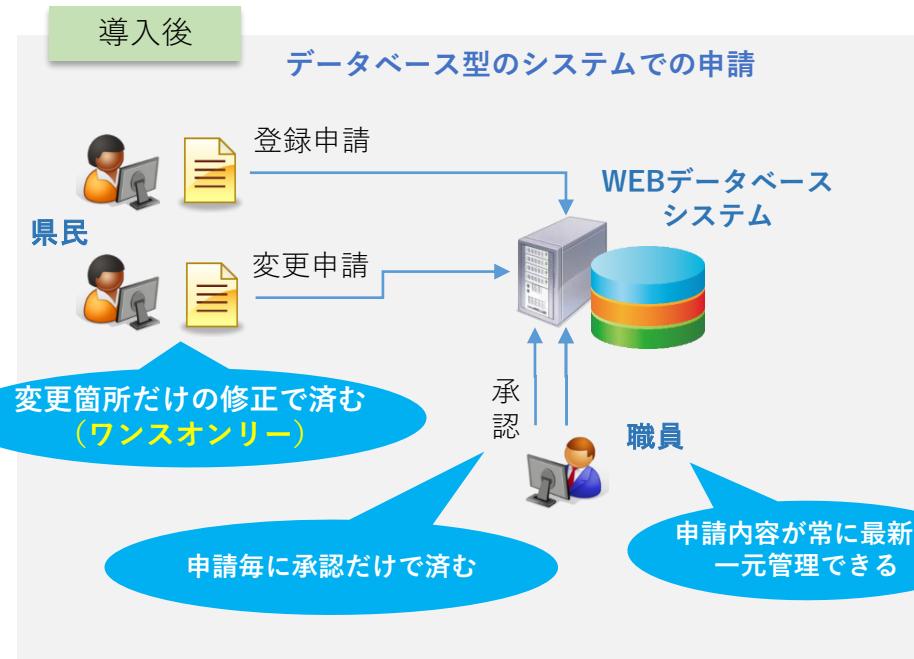 導入後
データベース型のシステムでの申請
登録申請
WEBデータベース
システム
県民
変更申請
変更箇所だけの修正で済む
（ワンスオンリー）
承
認
職員
申請毎に承認だけで済む
申請内容が常に最新
一元管理できる